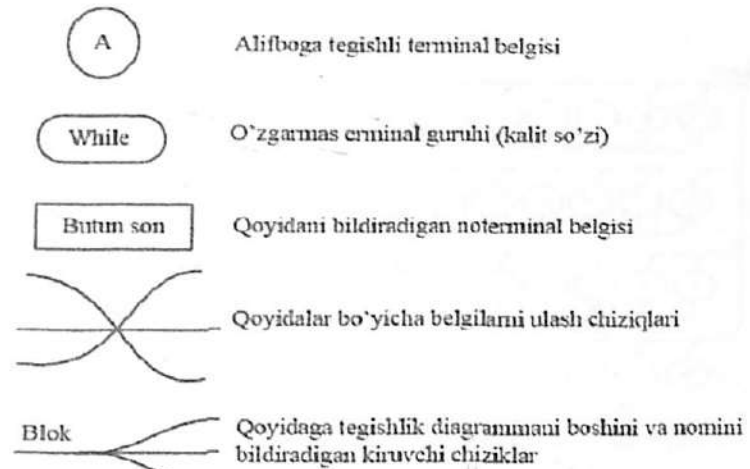 A
Alifboga tegishli terminal belgisi
While
O`zgarmas erminal guruhi (kalit so'zi)
Butun son
Qoyidani bildiradigan noterminal belgisi
Qoyidalar bo`yicha belgilarni ulash chiziqlari
Blok
Qoyidaga tegishlik diagrammani boshini va nomini
bildiradigan kiruvchi chiziklar